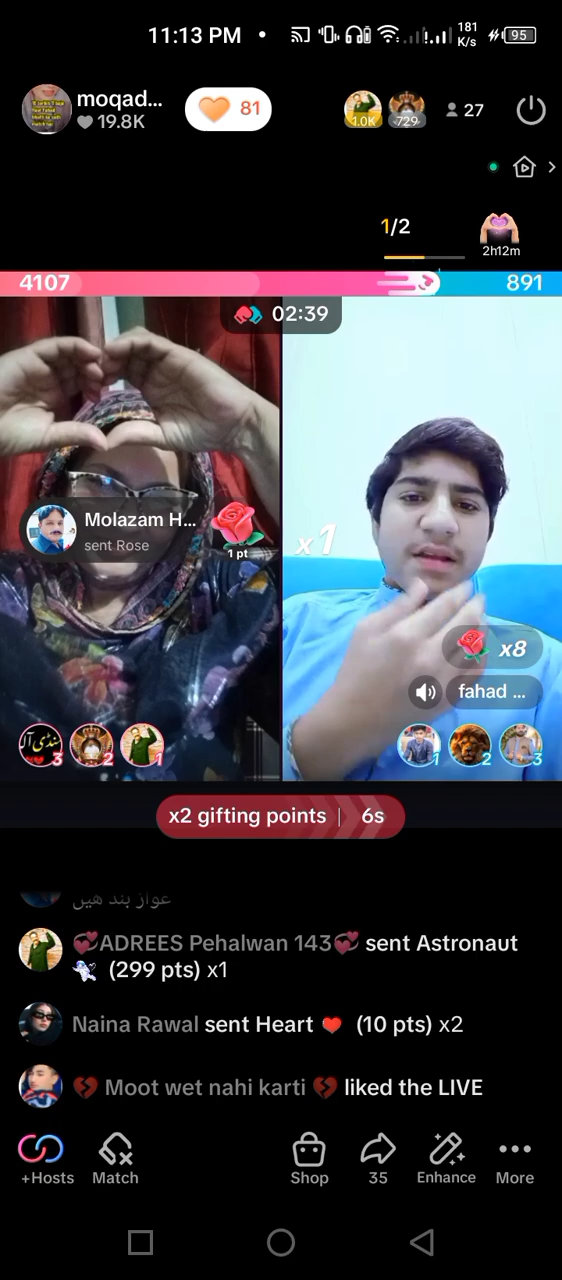 11:13 PM
181
K/s
95
moqad...
19.8K
81
1.0K
729
27
1/2
2h12m
4107
891
02:39
Molazam H...
sent Rose
1 pt
x1
x8
fahad ...
3
2
1
1
2
3
x2 gifting points | 6s
عواز بند هیں
💞ADREES Pehalwan 143💞 sent Astronaut
(299 pts) x1
Naina Rawal sent Heart ❤️ (10 pts) x2
💔 Moot wet nahi karti 💔 liked the LIVE
+Hosts
Match
Shop
35
Enhance
More